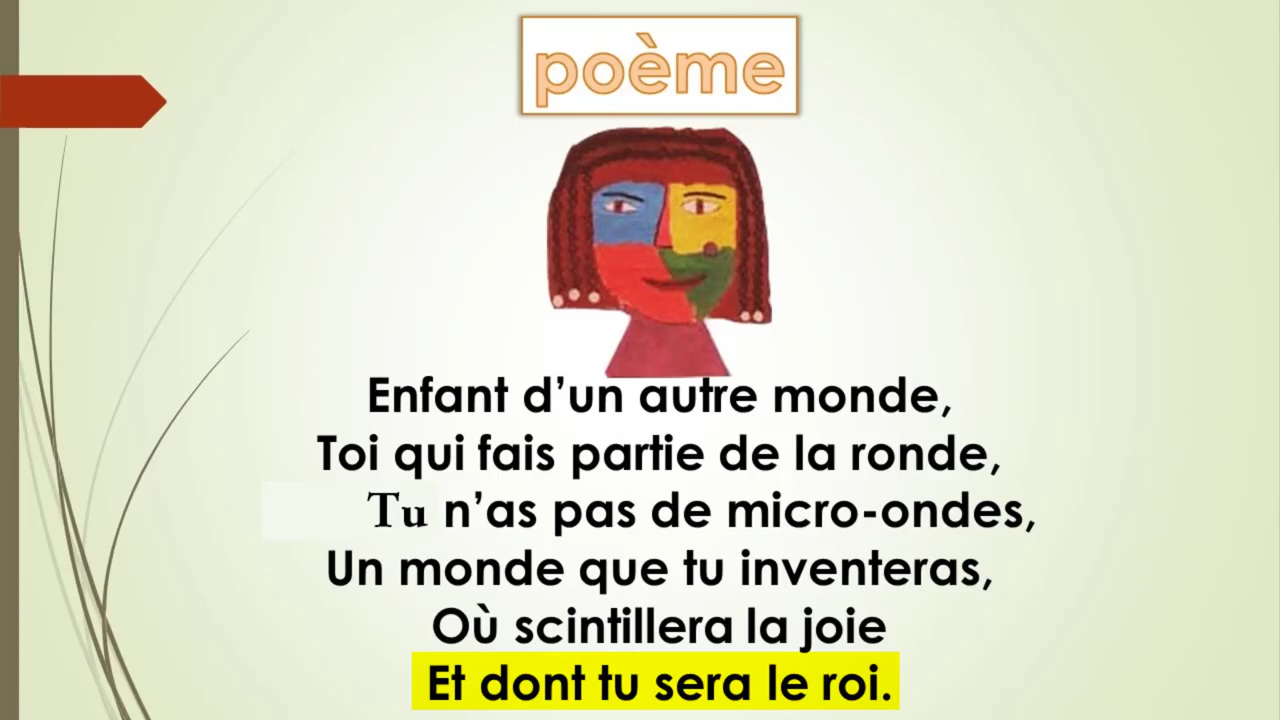 poème
Enfant d’un autre monde,
Toi qui fais partie de la ronde,
Tu n’as pas de micro-ondes,
Un monde que tu inventeras,
Où scintillera la joie
Et dont tu sera le roi.